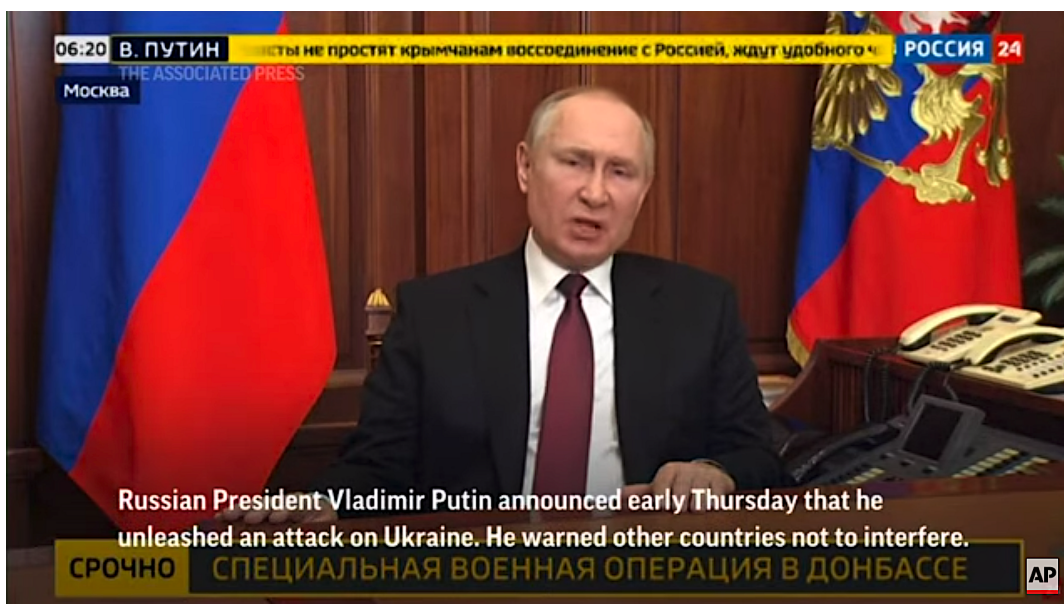 06:20 В. ПУТИН исты не простят крымчанам воссоединение с Россией, ждут удобного ч РОССИЯ 24
THE ASSOCIATED PRESS
Москва
Russian President Vladimir Putin announced early Thursday that he
unleashed an attack on Ukraine. He warned other countries not to interfere.
СРОЧНО СПЕЦИАЛЬНАЯ ВОЕННАЯ ОПЕРАЦИЯ В ДОНБАССЕ
AP